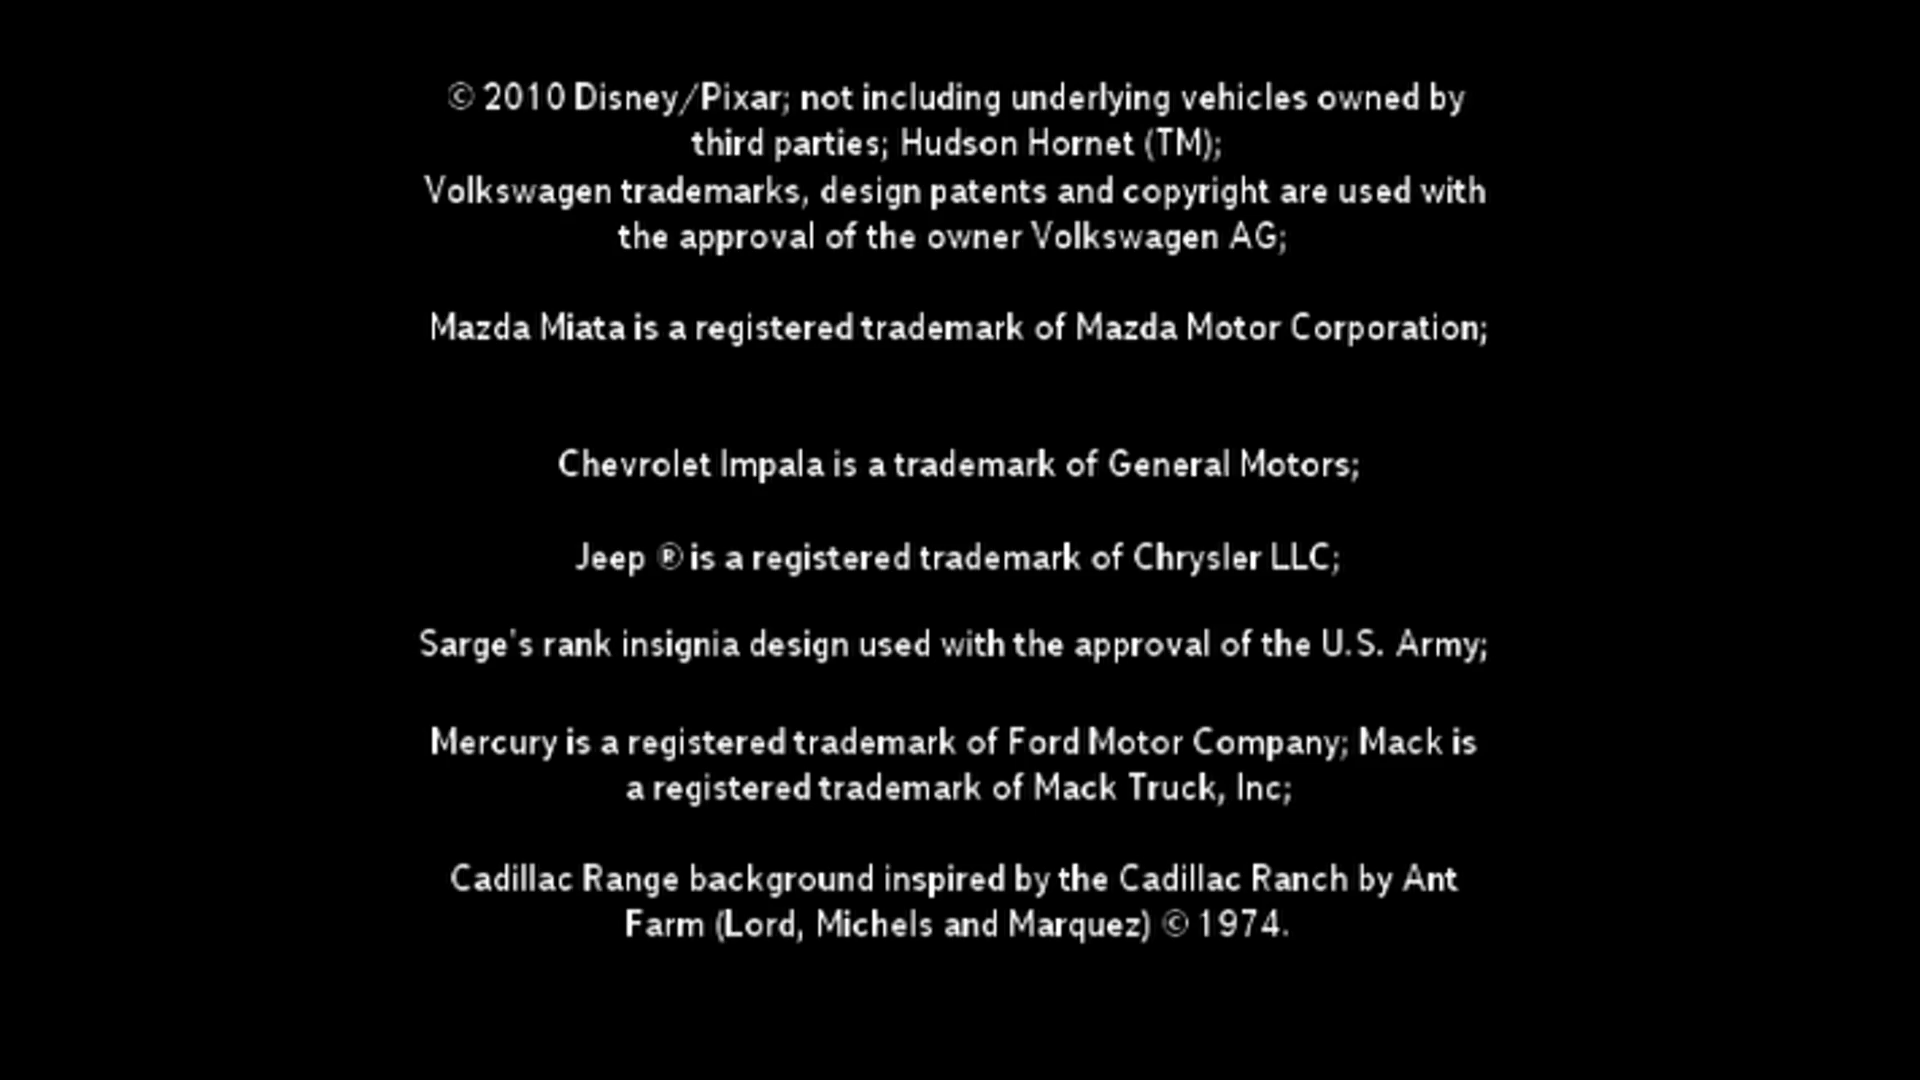 © 2010 Disney/Pixar; not including underlying vehicles owned by
third parties; Hudson Hornet (TM);
Volkswagen trademarks, design patents and copyright are used with
the approval of the owner Volkswagen AG;
Mazda Miata is a registered trademark of Mazda Motor Corporation;
Chevrolet Impala is a trademark of General Motors;
Jeep ® is a registered trademark of Chrysler LLC;
Sarge's rank insignia design used with the approval of the U.S. Army;
Mercury is a registered trademark of Ford Motor Company; Mack is
a registered trademark of Mack Truck, Inc;
Cadillac Range background inspired by the Cadillac Ranch by Ant
Farm (Lord, Michels and Marquez) © 1974.